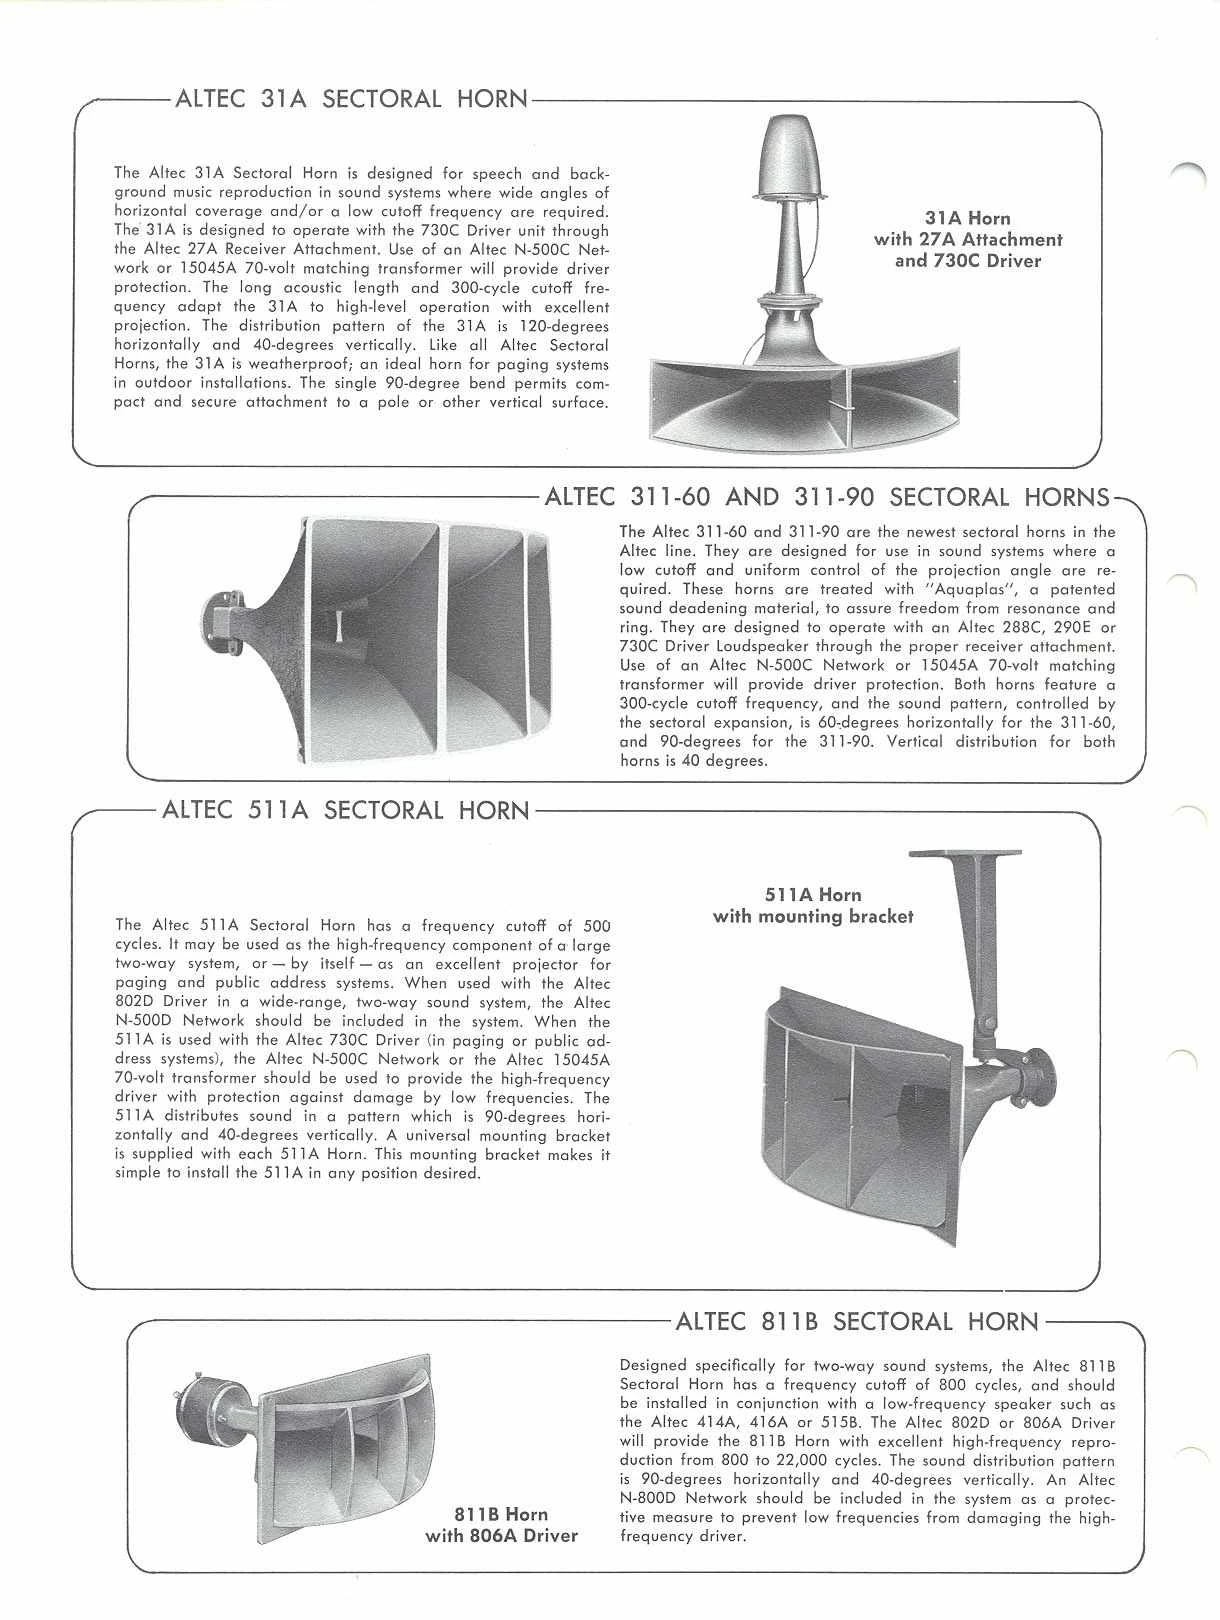 ALTEC 31A SECTORAL HORN
The Altec 31A Sectoral Horn is designed for speech and back-
ground music reproduction in sound systems where wide angles of
horizontal coverage and/or a low cutoff frequency are required.
The 31A is designed to operate with the 730C Driver unit through
the Altec 27A Receiver Attachment. Use of an Altec N-500C Net-
work or 15045A 70-volt matching transformer will provide driver
protection. The long acoustic length and 300-cycle cutoff fre-
quency adapt the 31A to high-level operation with excellent
projection. The distribution pattern of the 31A is 120-degrees
horizontally and 40-degrees vertically. Like all Altec Sectoral
Horns, the 31A is weatherproof; an ideal horn for paging systems
in outdoor installations. The single 90-degree bend permits com-
pact and secure attachment to a pole or other vertical surface.
31A Horn
with 27A Attachment
and 730C Driver
ALTEC 311-60 AND 311-90 SECTORAL HORNS
The Altec 311-60 and 311-90 are the newest sectoral horns in the
Altec line. They are designed for use in sound systems where a
low cutoff and uniform control of the projection angle are re-
quired. These horns are treated with "Aquaplas", a patented
sound deadening material, to assure freedom from resonance and
ring. They are designed to operate with an Altec 288C, 290E or
730C Driver Loudspeaker through the proper receiver attachment.
Use of an Altec N-500C Network or 15045A 70-volt matching
transformer will provide driver protection. Both horns feature a
300-cycle cutoff frequency, and the sound pattern, controlled by
the sectoral expansion, is 60-degrees horizontally for the 311-60,
and 90-degrees for the 311-90. Vertical distribution for both
horns is 40 degrees.
ALTEC 511A SECTORAL HORN
The Altec 511A Sectoral Horn has a frequency cutoff of 500
cycles. It may be used as the high-frequency component of a large
two-way system, or — by itself — as an excellent projector for
paging and public address systems. When used with the Altec
802D Driver in a wide-range, two-way sound system, the Altec
N-500D Network should be included in the system. When the
511A is used with the Altec 730C Driver (in paging or public ad-
dress systems), the Altec N-500C Network or the Altec 15045A
70-volt transformer should be used to provide the high-frequency
driver with protection against damage by low frequencies. The
511A distributes sound in a pattern which is 90-degrees hori-
zontally and 40-degrees vertically. A universal mounting bracket
is supplied with each 511A Horn. This mounting bracket makes it
simple to install the 511A in any position desired.
511A Horn
with mounting bracket
ALTEC 811B SECTORAL HORN
Designed specifically for two-way sound systems, the Altec 811B
Sectoral Horn has a frequency cutoff of 800 cycles, and should
be installed in conjunction with a low-frequency speaker such as
the Altec 414A, 416A or 515B. The Altec 802D or 806A Driver
will provide the 811B Horn with excellent high-frequency repro-
duction from 800 to 22,000 cycles. The sound distribution pattern
is 90-degrees horizontally and 40-degrees vertically. An Altec
N-800D Network should be included in the system as a protec-
tive measure to prevent low frequencies from damaging the high-
frequency driver.
811B Horn
with 806A Driver